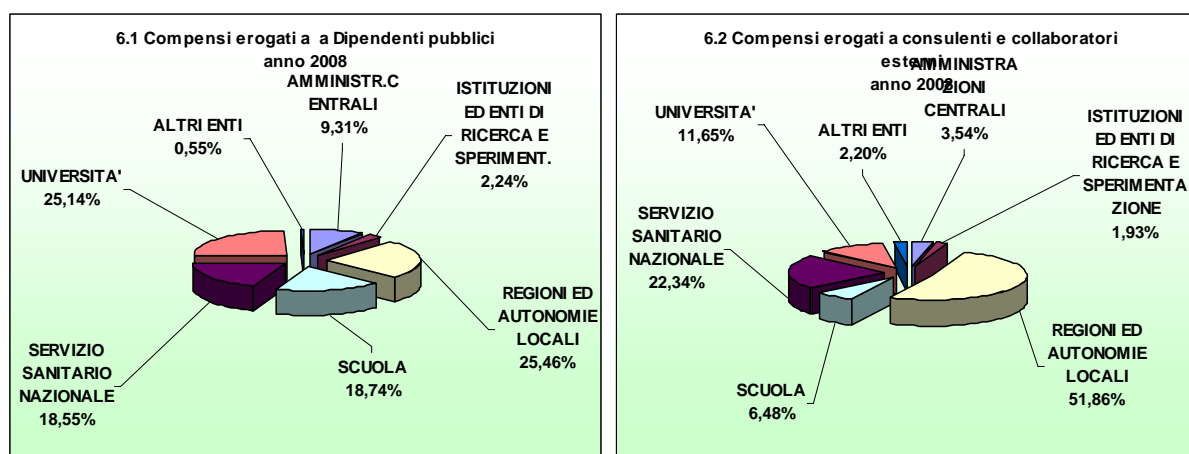 6.1 Compensi erogati a a Dipendenti pubblici
anno 2008
AMMINISTR.C
ENTRALI
9,31%
ISTITUZIONI
ED ENTI DI
RICERCA E
SPERIMENT.
2,24%
ALTRI ENTI
0,55%
UNIVERSITA'
25,14%
REGIONI ED
AUTONOMIE
LOCALI
25,46%
SERVIZIO
SANITARIO
NAZIONALE
18,55%
SCUOLA
18,74%
6.2 Compensi erogati a consulenti e collaboratori
esterni
anno 2008
AMMINISTRA
ZIONI
CENTRALI
3,54%
UNIVERSITA'
11,65%
ALTRI ENTI
2,20%
ISTITUZIONI
ED ENTI DI
RICERCA E
SPERIMENTA
ZIONE
1,93%
SERVIZIO
SANITARIO
NAZIONALE
22,34%
REGIONI ED
AUTONOMIE
LOCALI
51,86%
SCUOLA
6,48%